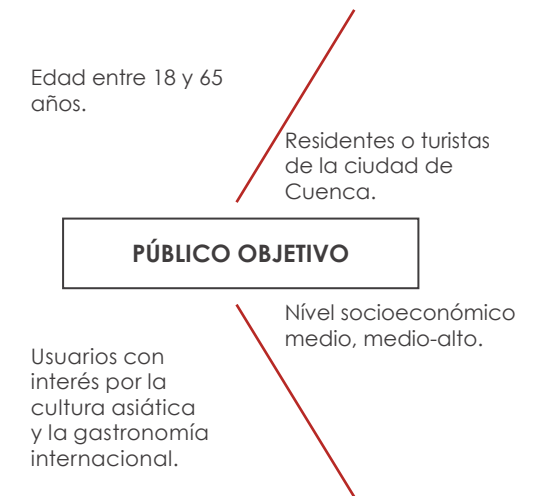 Edad entre 18 y 65
años.
Residentes o turistas
de la ciudad de
Cuenca.
PÚBLICO OBJETIVO
Nível socioeconómico
medio, medio-alto.
Usuarios con
interés por la
cultura asiática
y la gastronomía
internacional.